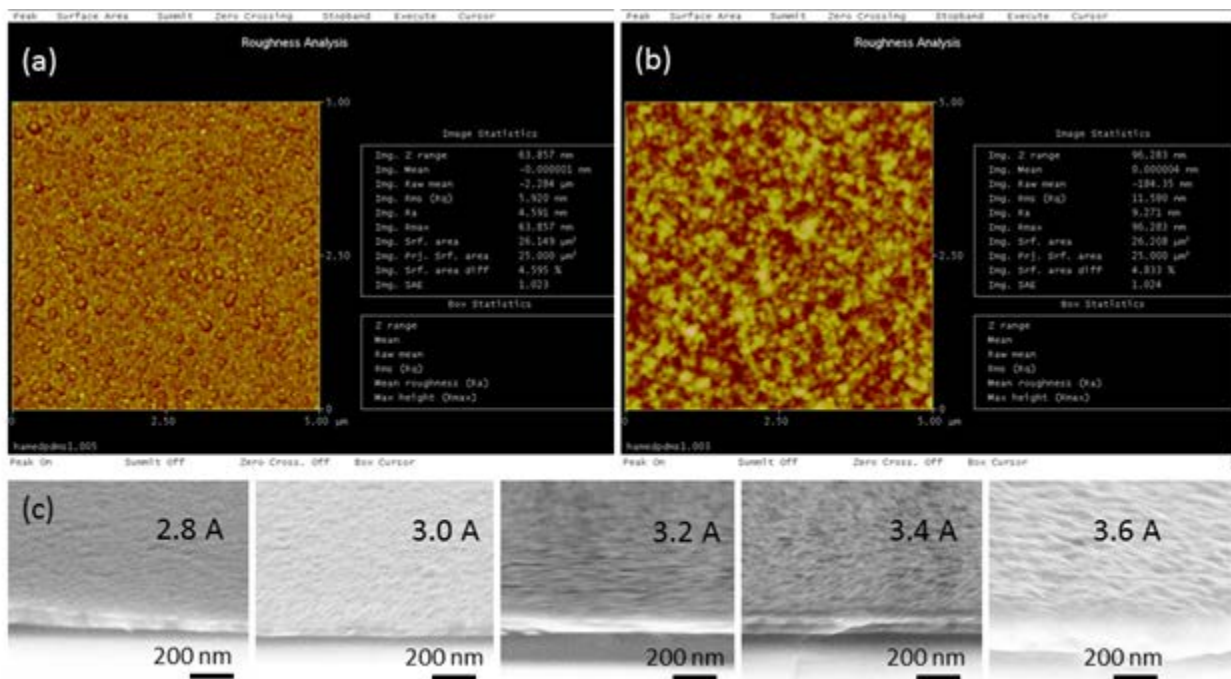 Peak Surface Area Summit Zero Crossing Stopband Execute Cursor
Roughness Analysis
(a)
5.00
2.50
0
0 2.50 5.00 µm
Image Statistics
Img. Z range 63.857 nm
Img. Mean -0.000001 nm
Img. Raw mean -2.284 µm
Img. Rms (Rq) 5.920 nm
Img. Ra 4.591 nm
Img. Rmax 63.857 nm
Img. Srf. area 26.149 µm²
Img. Prj. Srf. area 25.000 µm²
Img. Srf. area diff 4.595 %
Img. SAE 1.023
Box Statistics
Z range
Mean
Raw mean
Rms (Rq)
Mean roughness (Ra)
Max height (Rmax)
hamedpdms1.005
Peak On Summit Off Zero Cross. Off Box Cursor
Peak Surface Area Summit Zero Crossing Stopband Execute Cursor
Roughness Analysis
(b)
5.00
2.50
0
0 2.50 5.00 µm
Image Statistics
Img. Z range 96.283 nm
Img. Mean 0.000004 nm
Img. Raw mean -184.35 nm
Img. Rms (Rq) 11.580 nm
Img. Ra 9.271 nm
Img. Rmax 96.283 nm
Img. Srf. area 26.208 µm²
Img. Prj. Srf. area 25.000 µm²
Img. Srf. area diff 4.833 %
Img. SAE 1.024
Box Statistics
Z range
Mean
Raw mean
Rms (Rq)
Mean roughness (Ra)
Max height (Rmax)
hamedpdms1.003
Peak On Summit Off Zero Cross. Off Box Cursor
(c)
2.8 A
200 nm
3.0 A
200 nm
3.2 A
200 nm
3.4 A
200 nm
3.6 A
200 nm